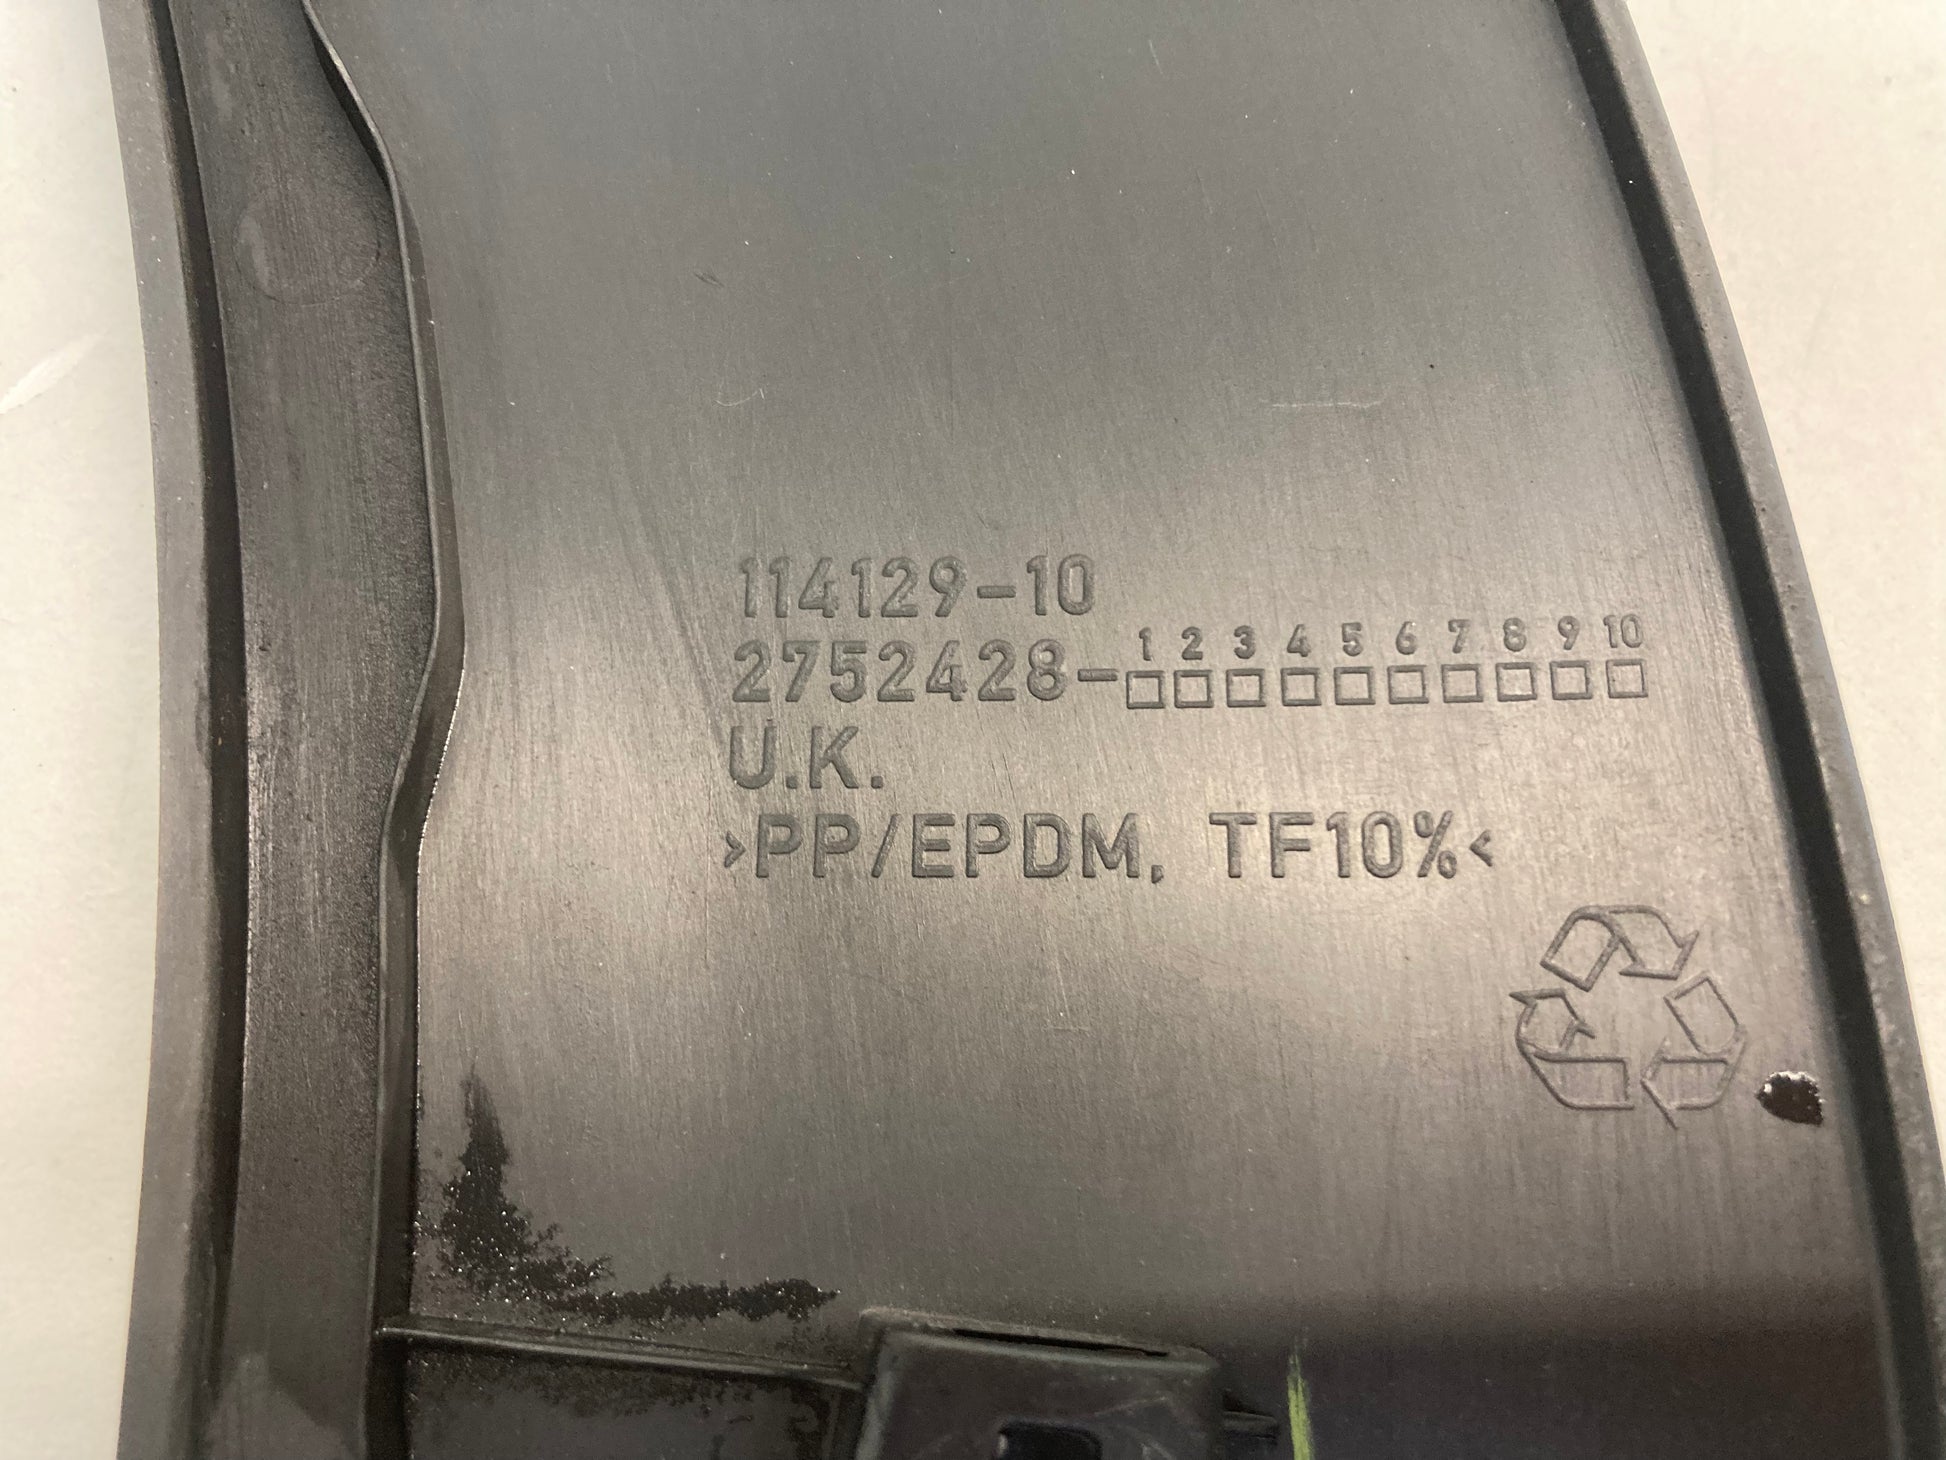 114129-10
1 2 3 4 5 6 7 8 9 10
2752428-□□□□□□□□□□
U.K.
>PP/EPDM, TF10%<